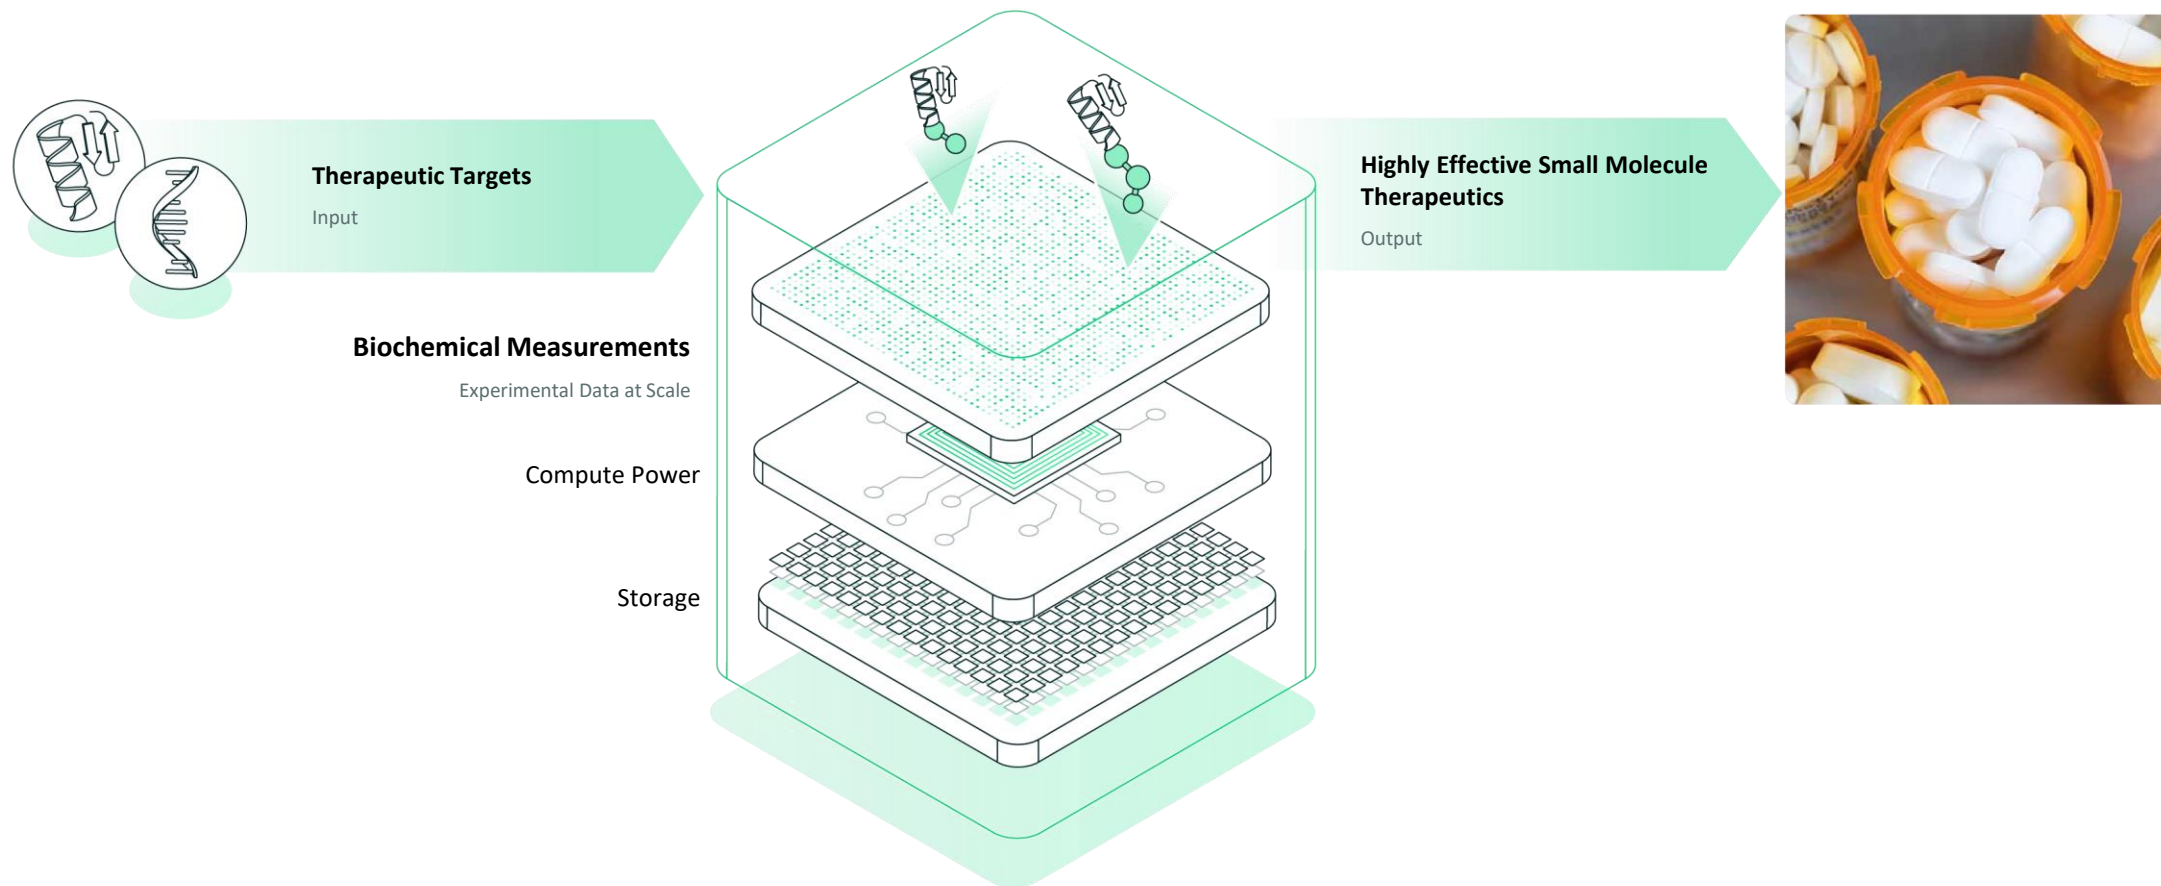 Therapeutic Targets
Input
Highly Effective Small Molecule
Therapeutics
Output
Biochemical Measurements
Experimental Data at Scale
Compute Power
Storage